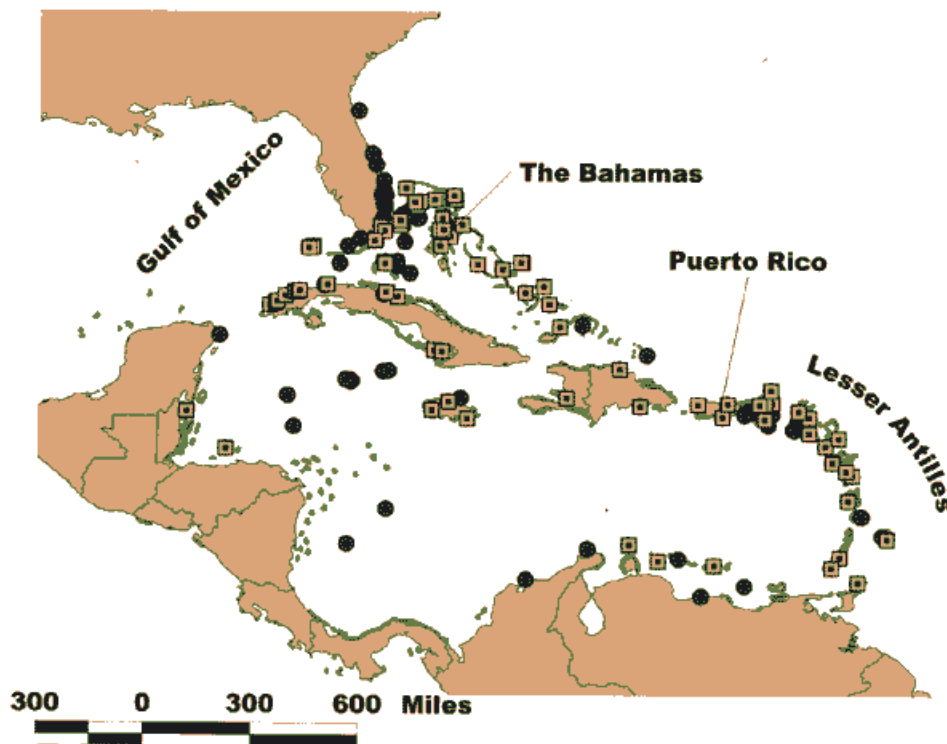 Gulf of Mexico
The Bahamas
Puerto Rico
Lesser Antilles
300 0 300 600 Miles